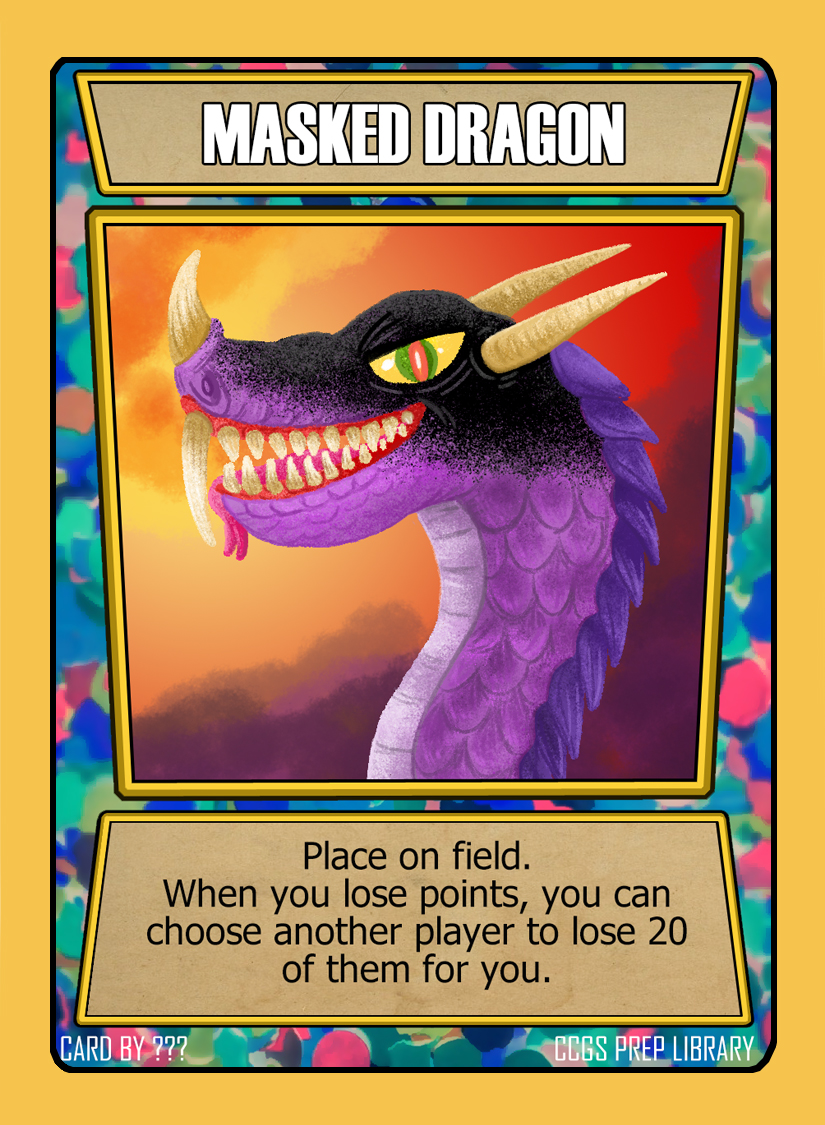 MASKED DRAGON
Place on field.
When you lose points, you can
choose another player to lose 20
of them for you.
CARD BY ???
CCGS PREP LIBRARY